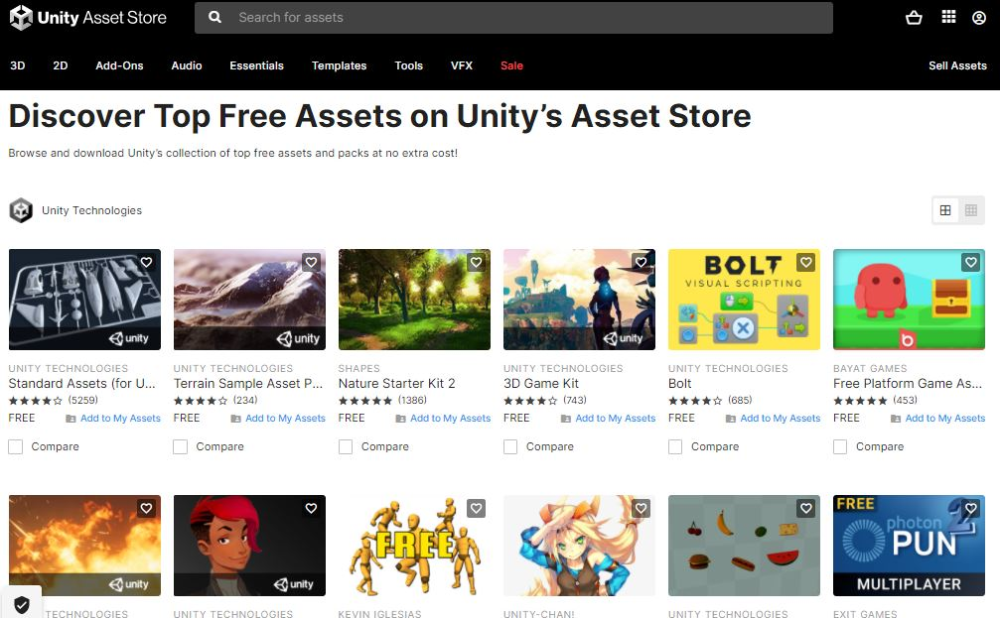 Unity Asset Store
Search for assets
3D 2D Add-Ons Audio Essentials Templates Tools VFX Sale Sell Assets
Discover Top Free Assets on Unity’s Asset Store
Browse and download Unity’s collection of top free assets and packs at no extra cost!
Unity Technologies
unity
unity
unity
BOLT
VISUAL SCRIPTING
b
UNITY TECHNOLOGIES
Standard Assets (for U...
(5259)
FREE Add to My Assets
Compare
UNITY TECHNOLOGIES
Terrain Sample Asset P...
(234)
FREE Add to My Assets
Compare
SHAPES
Nature Starter Kit 2
(1386)
FREE Add to My Assets
Compare
UNITY TECHNOLOGIES
3D Game Kit
(743)
FREE Add to My Assets
Compare
UNITY TECHNOLOGIES
Bolt
(685)
FREE Add to My Assets
Compare
BAYAT GAMES
Free Platform Game As...
(453)
FREE Add to My Assets
Compare
unity
unity
FREE
FREE
photon 2
PUN
MULTIPLAYER
TECHNOLOGIES
UNITY TECHNOLOGIES
KEVIN IGLESIAS
UNITY-CHAN!
UNITY TECHNOLOGIES
EXIT GAMES